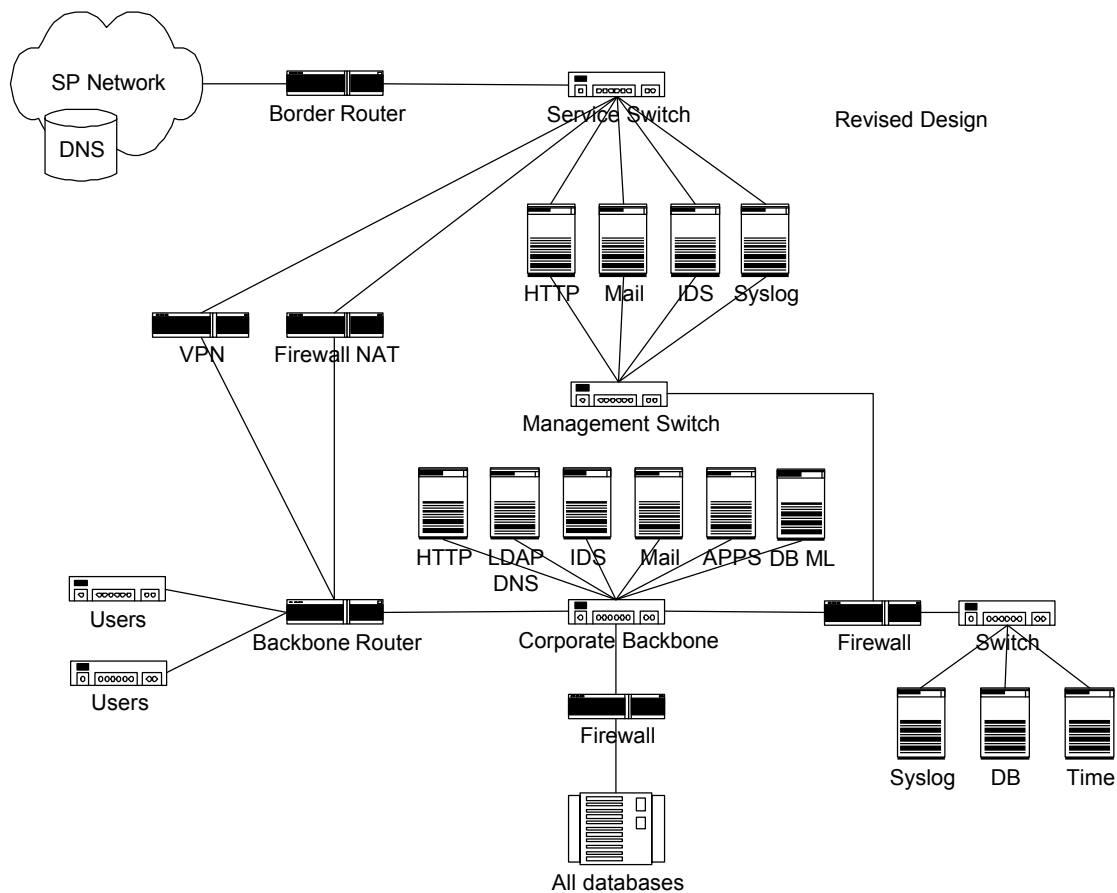 SP Network
DNS
Border Router
Service Switch
Revised Design
HTTP
Mail
IDS
Syslog
VPN
Firewall NAT
Management Switch
HTTP
LDAP
DNS
IDS
Mail
APPS
DB ML
Users
Backbone Router
Corporate Backbone
Firewall
Switch
Users
Firewall
Syslog
DB
Time
All databases